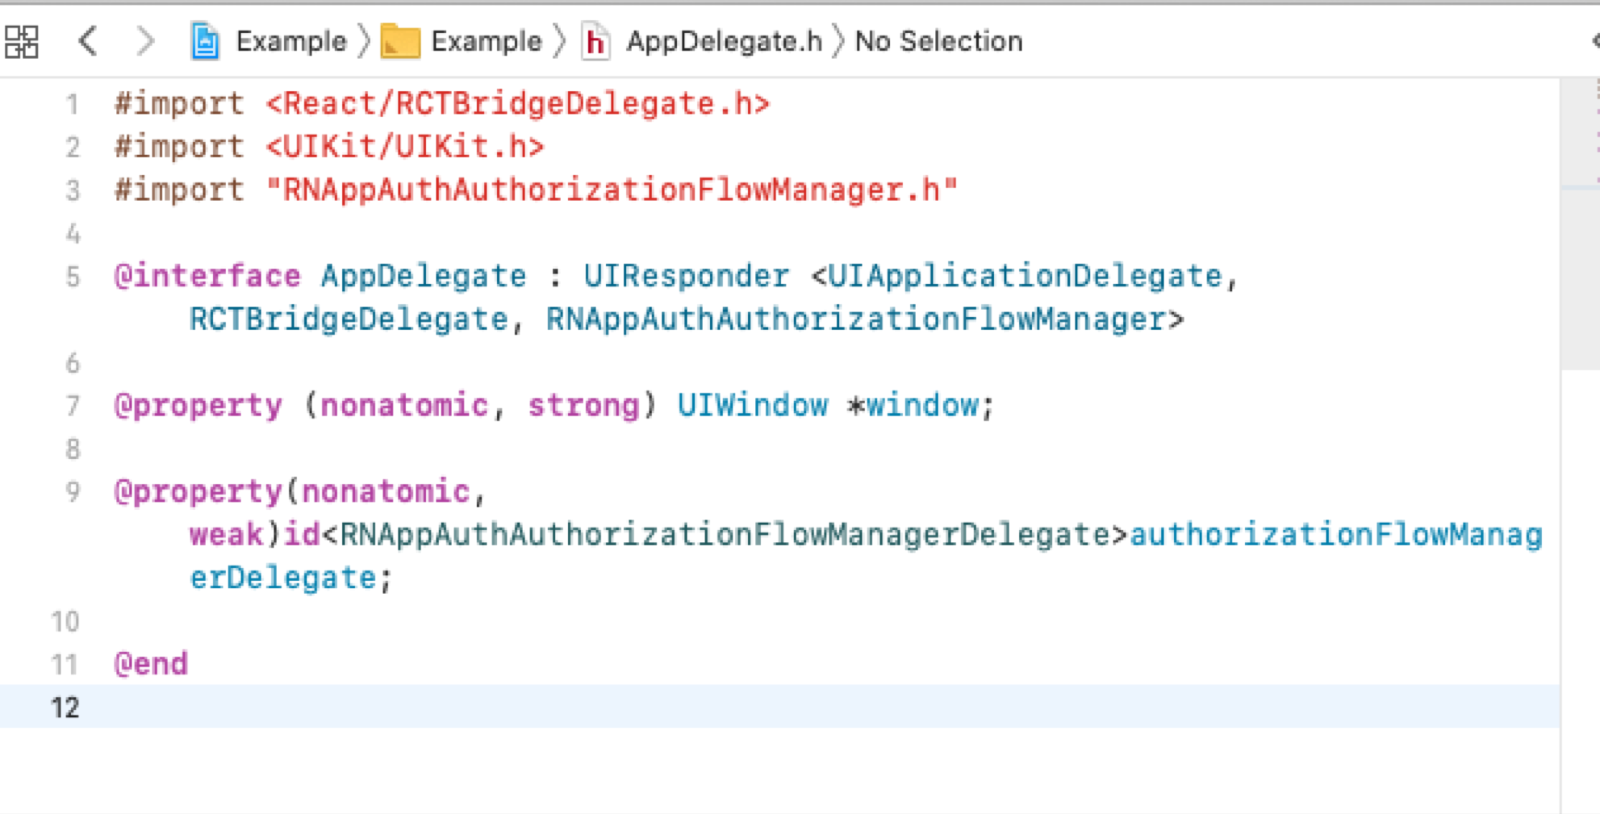 Example Example h AppDelegate.h No Selection
1 #import <React/RCTBridgeDelegate.h>
2 #import <UIKit/UIKit.h>
3 #import "RNAppAuthAuthorizationFlowManager.h"
4
5 @interface AppDelegate : UIResponder <UIApplicationDelegate,
RCTBridgeDelegate, RNAppAuthAuthorizationFlowManager>
6
7 @property (nonatomic, strong) UIWindow *window;
8
9 @property(nonatomic,
weak)id<RNAppAuthAuthorizationFlowManagerDelegate>authorizationFlowManag
erDelegate;
10
11 @end
12